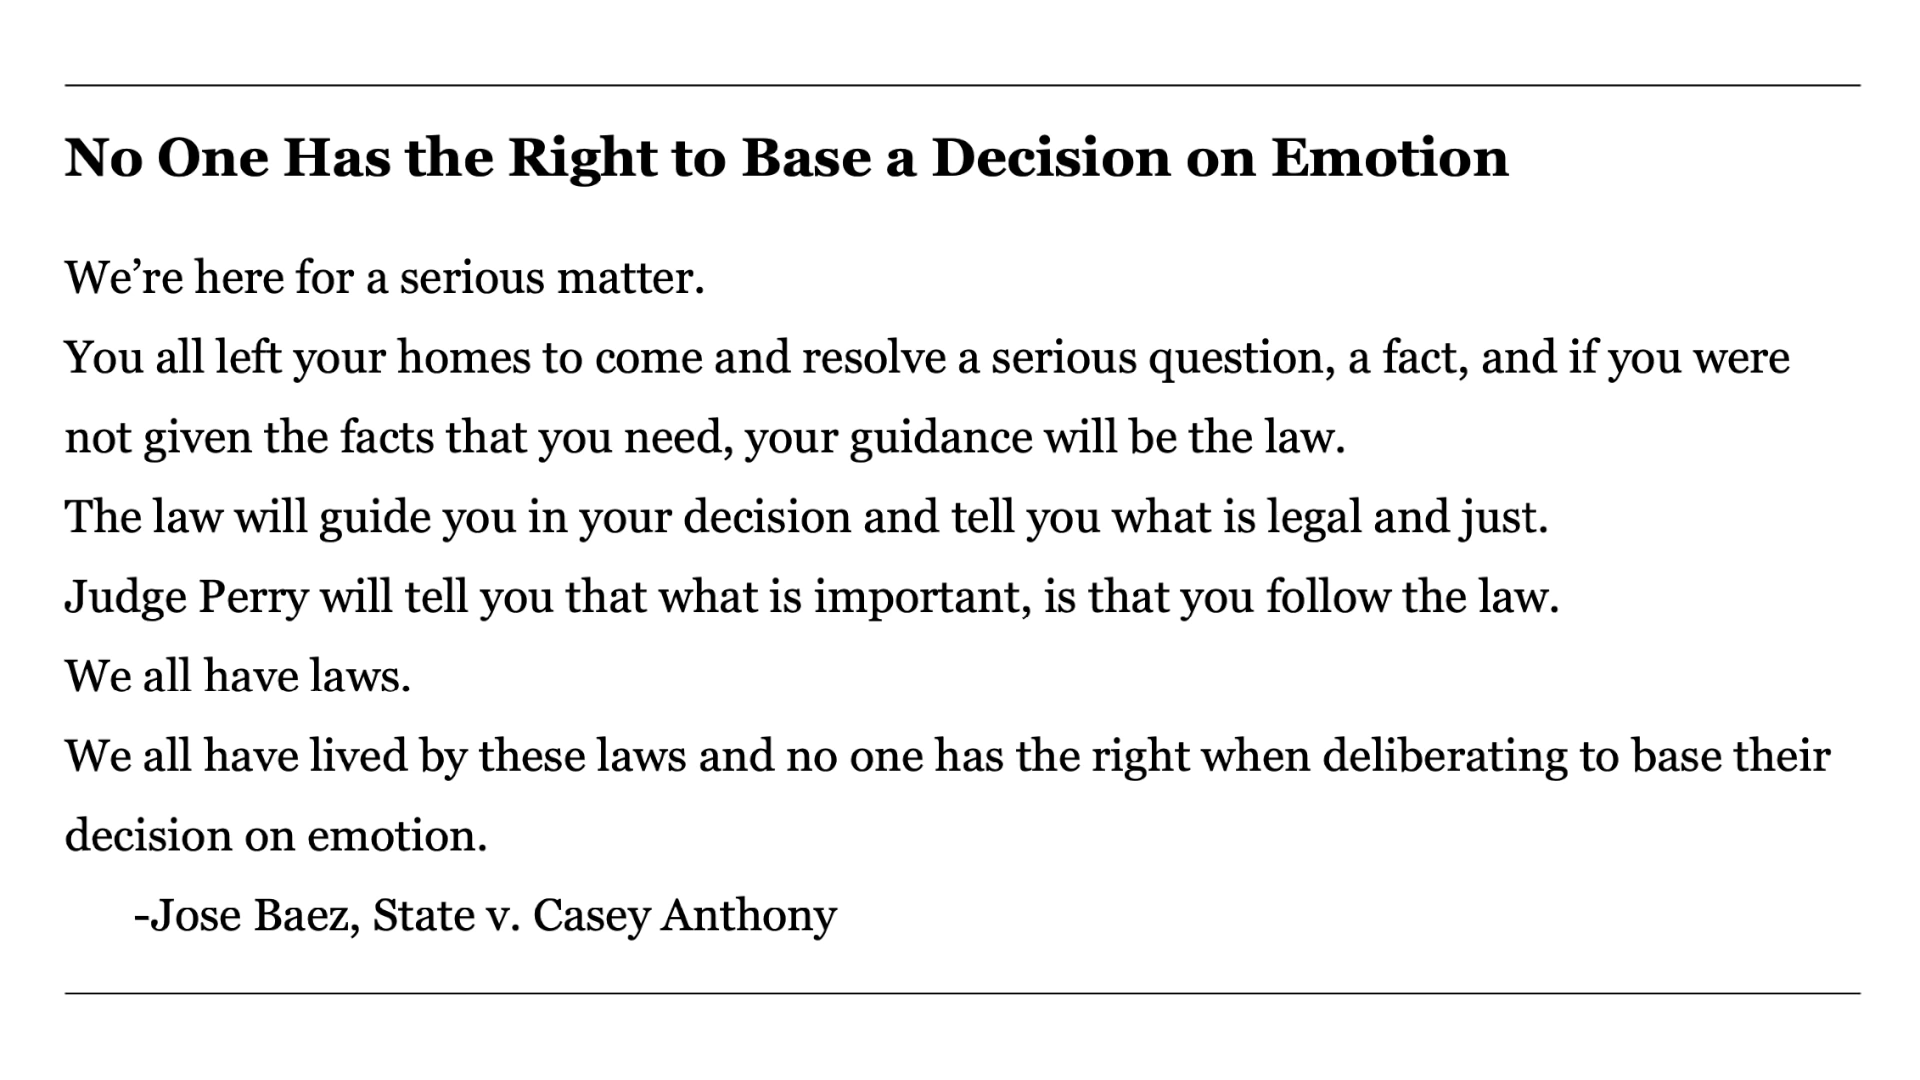 No One Has the Right to Base a Decision on Emotion
We’re here for a serious matter.
You all left your homes to come and resolve a serious question, a fact, and if you were
not given the facts that you need, your guidance will be the law.
The law will guide you in your decision and tell you what is legal and just.
Judge Perry will tell you that what is important, is that you follow the law.
We all have laws.
We all have lived by these laws and no one has the right when deliberating to base their
decision on emotion.
-Jose Baez, State v. Casey Anthony